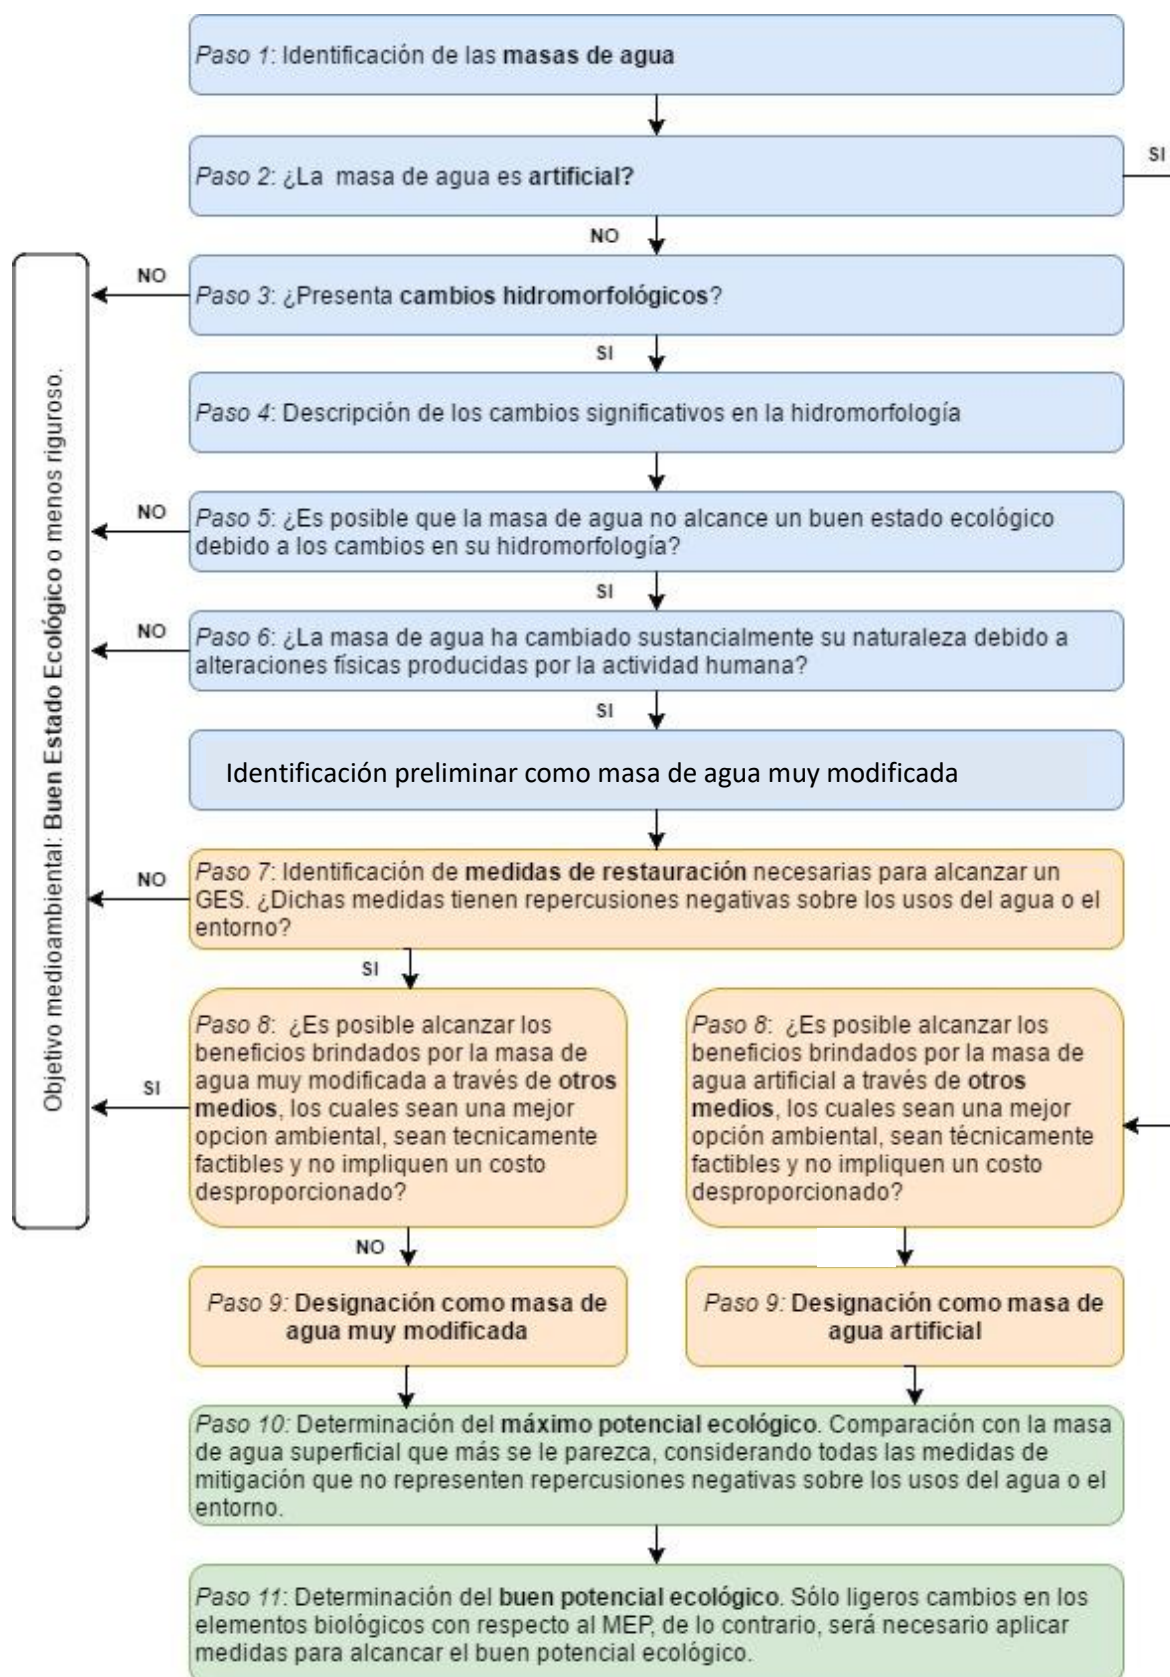 Paso 1: Identificación de las masas de agua
SI
Paso 2: ¿La masa de agua es artificial?
NO
NO
Paso 3: ¿Presenta cambios hidromorfológicos?
SI
Paso 4: Descripción de los cambios significativos en la hidromorfología
NO
Paso 5: ¿Es posible que la masa de agua no alcance un buen estado ecológico
debido a los cambios en su hidromorfología?
SI
NO
Paso 6: ¿La masa de agua ha cambiado sustancialmente su naturaleza debido a
alteraciones físicas producidas por la actividad humana?
SI
Identificación preliminar como masa de agua muy modificada
Objetivo medioambiental: Buen Estado Ecológico o menos riguroso.
NO
Paso 7: Identificación de medidas de restauración necesarias para alcanzar un
GES. ¿Dichas medidas tienen repercusiones negativas sobre los usos del agua o el
entorno?
SI
Paso 8: ¿Es posible alcanzar los
beneficios brindados por la masa de
agua muy modificada a través de otros
medios, los cuales sean una mejor
opcion ambiental, sean tecnicamente
factibles y no impliquen un costo
desproporcionado?
SI
Paso 8: ¿Es posible alcanzar los
beneficios brindados por la masa de
agua artificial a través de otros
medios, los cuales sean una mejor
opción ambiental, sean técnicamente
factibles y no impliquen un costo
desproporcionado?
NO
Paso 9: Designación como masa de
agua muy modificada
Paso 9: Designación como masa de
agua artificial
Paso 10: Determinación del máximo potencial ecológico. Comparación con la masa
de agua superficial que más se le parezca, considerando todas las medidas de
mitigación que no representen repercusiones negativas sobre los usos del agua o el
entorno.
Paso 11: Determinación del buen potencial ecológico. Sólo ligeros cambios en los
elementos biológicos con respecto al MEP, de lo contrario, será necesario aplicar
medidas para alcancar el buen potencial ecológico.